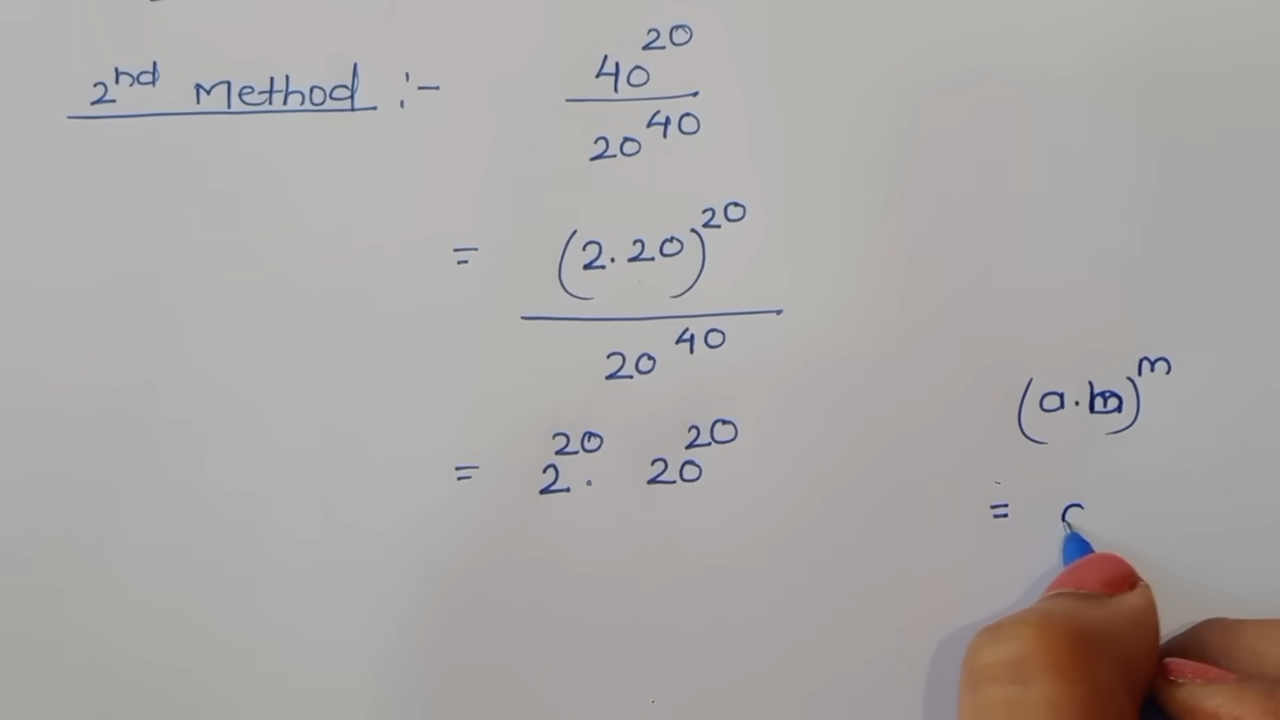 2nd Method :- 40^20 / 20^40
= (2.20)^20 / 20^40
= 2^20 . 20^20
(a.b)^m
=